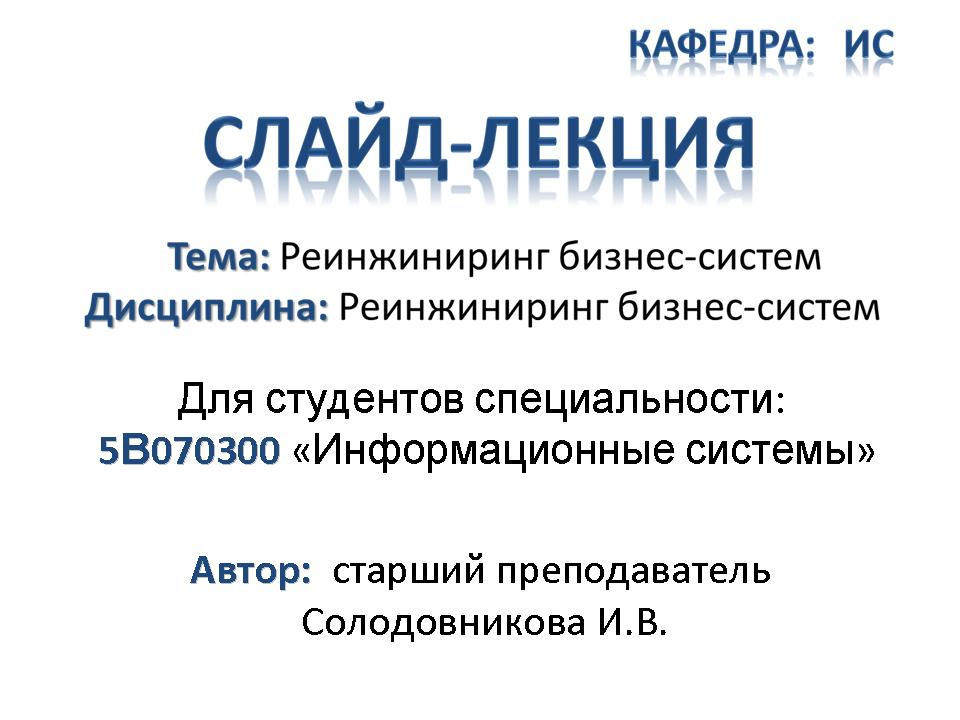 КАФЕДРА: ИС
СЛАЙД-ЛЕКЦИЯ
Тема: Реинжиниринг бизнес-систем
Дисциплина: Реинжиниринг бизнес-систем
Для студентов специальности:
5В070300 «Информационные системы»
Автор: старший преподаватель
Солодовникова И.В.